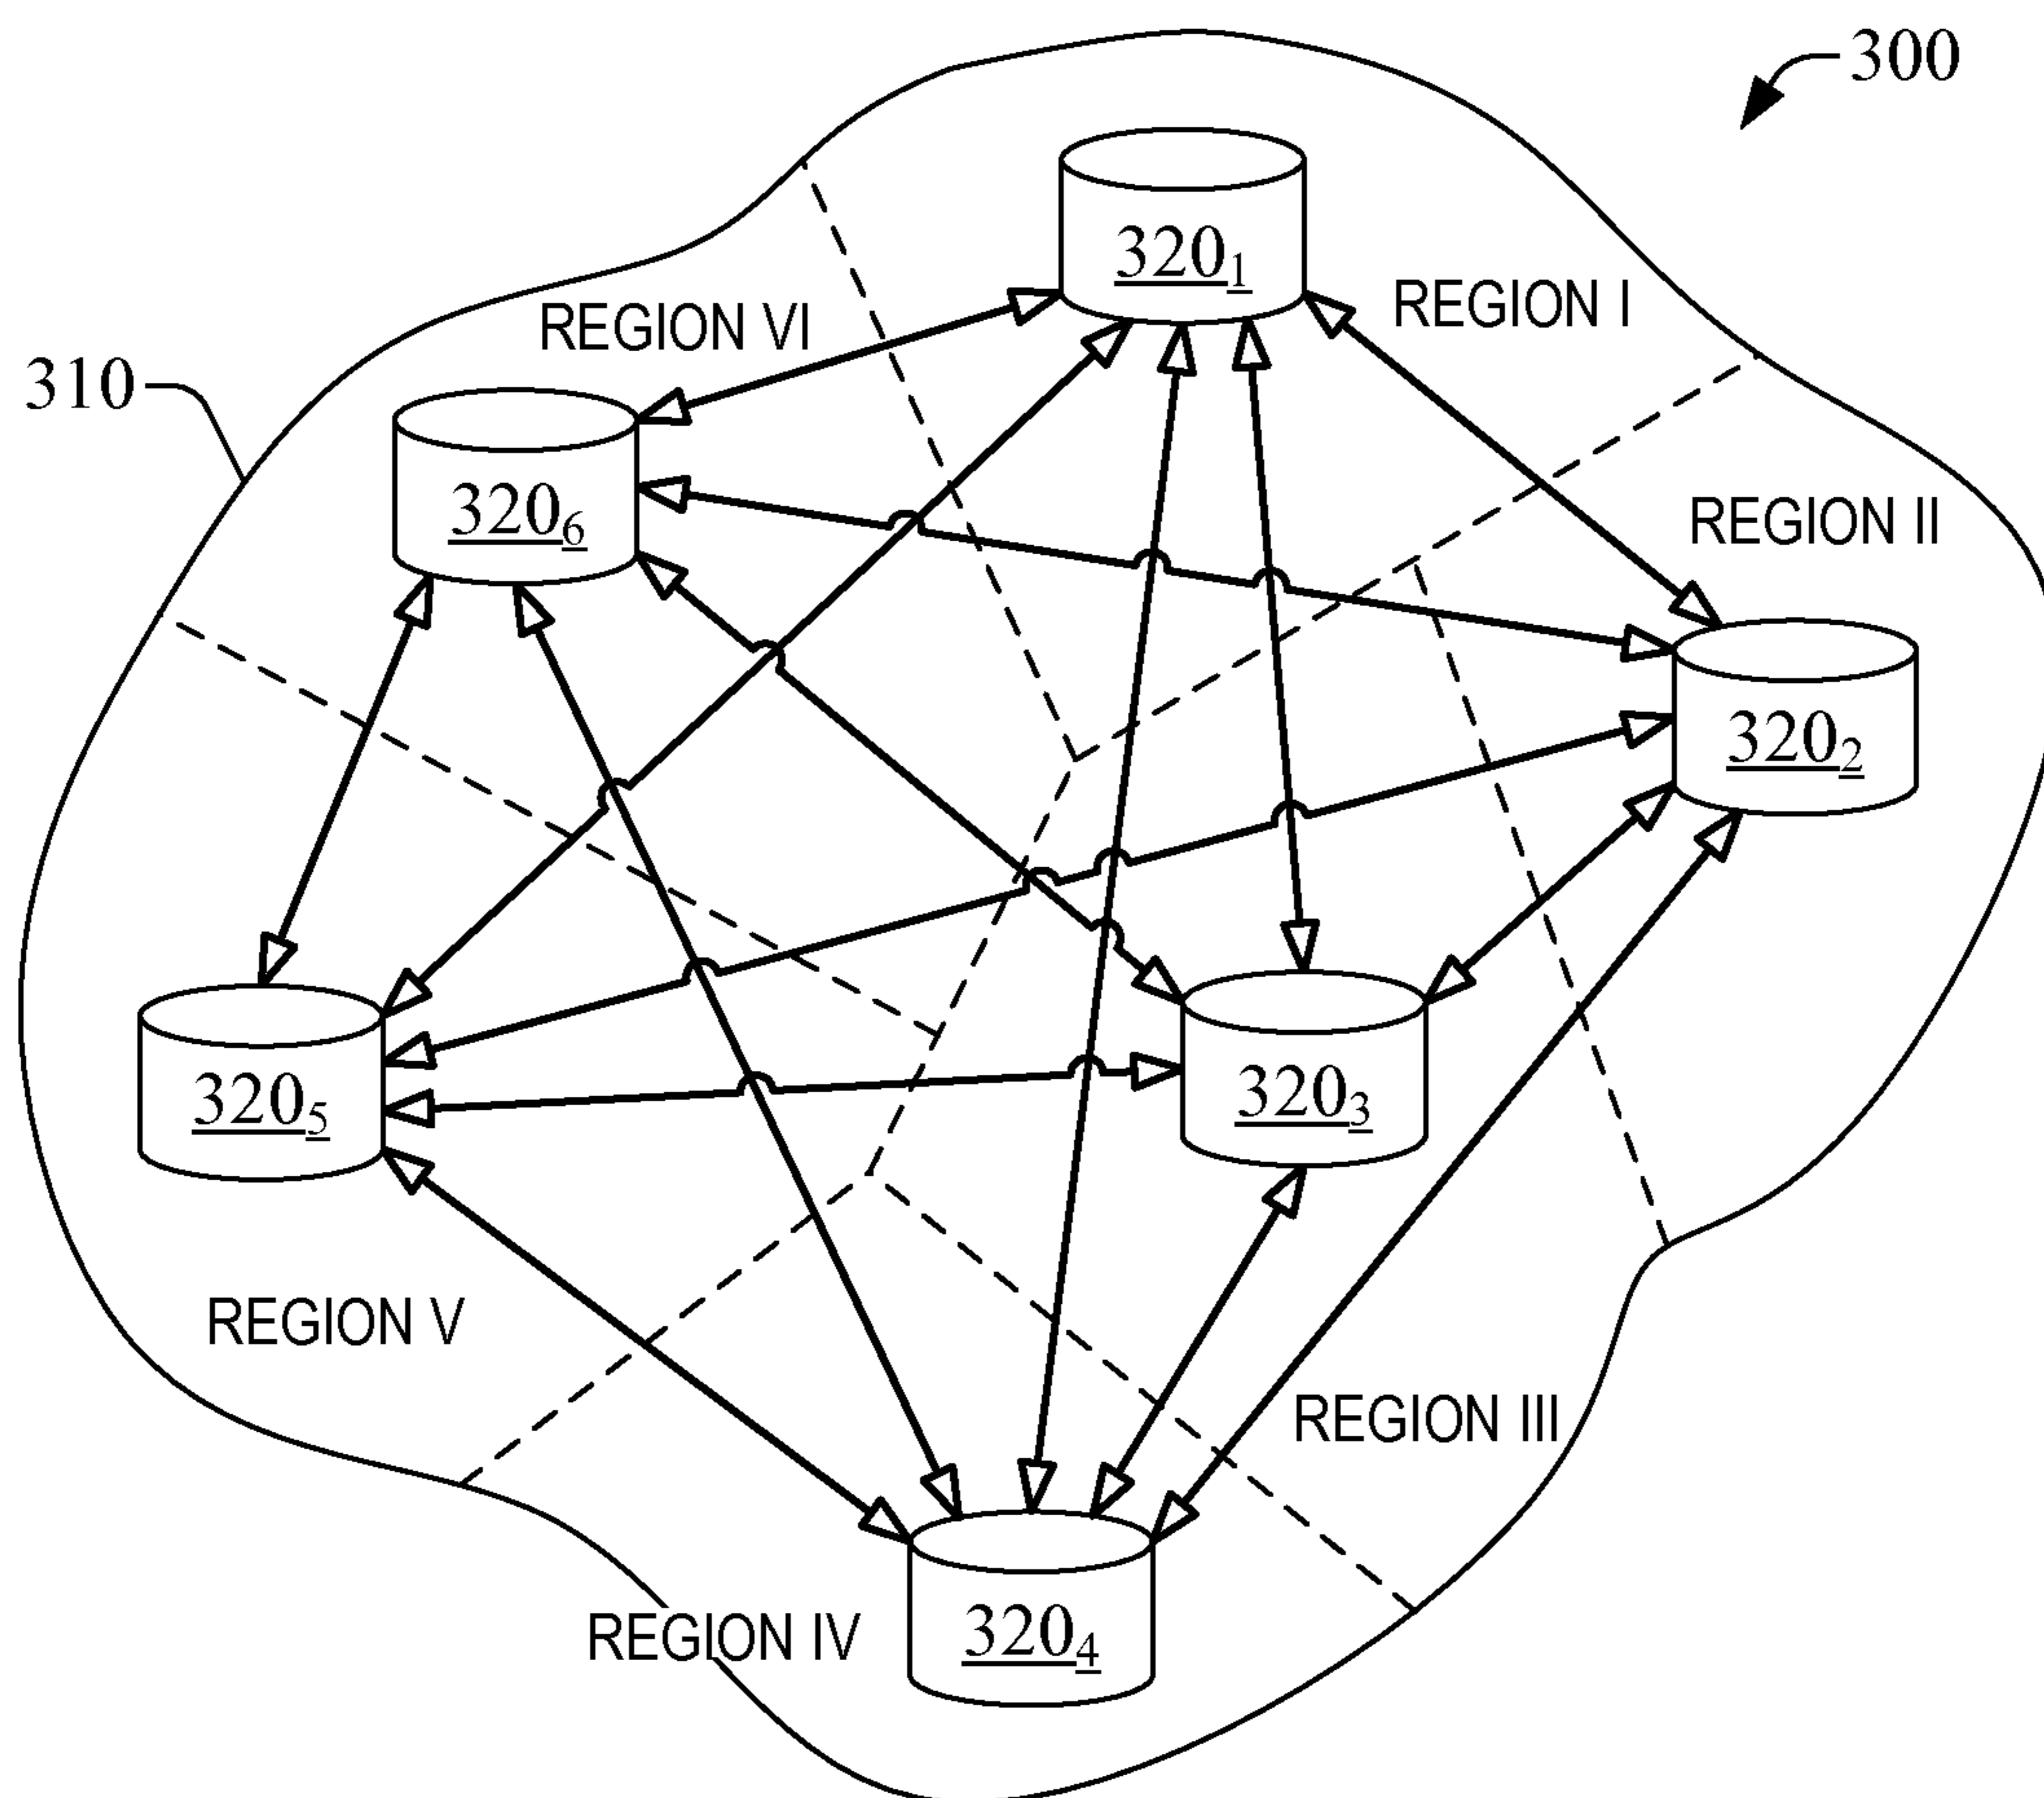 300
320₁
REGION I
REGION VI
310
320₆
REGION II
320₂
320₅
320₃
REGION V
REGION III
REGION IV
320₄